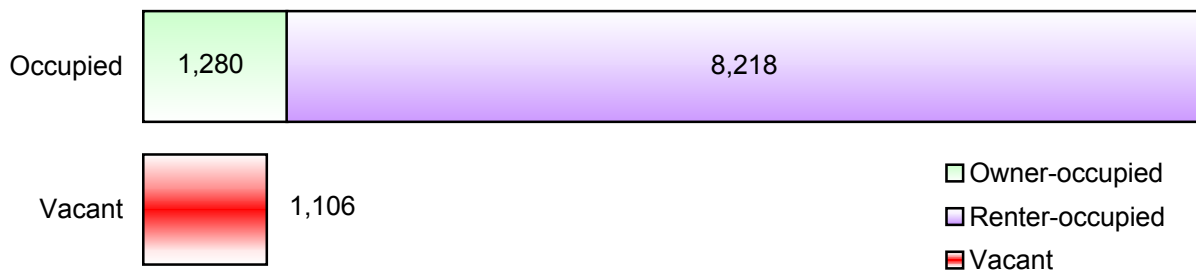 Occupied 1,280 8,218
Vacant 1,106
Owner-occupied
Renter-occupied
Vacant